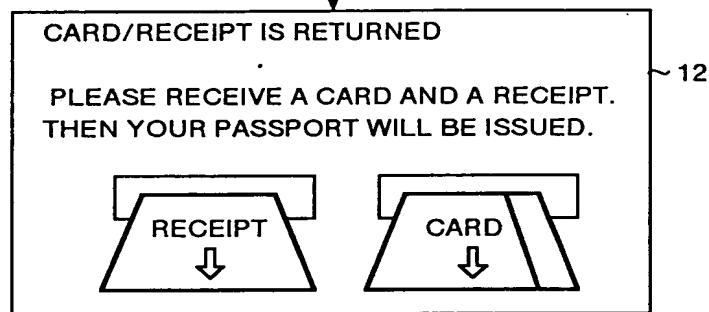 CARD/RECEIPT IS RETURNED
12
PLEASE RECEIVE A CARD AND A RECEIPT.
THEN YOUR PASSPORT WILL BE ISSUED.
RECEIPT
CARD